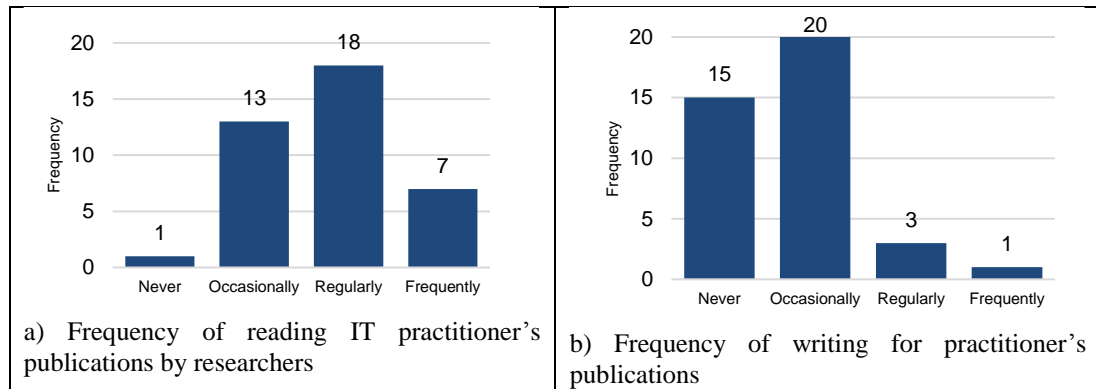 20
15
10
5
0
Frequency
1
13
18
7
Never Occasionally Regularly Frequently
a) Frequency of reading IT practitioner's
publications by researchers
20
15
10
5
0
Frequency
15
20
3
1
Never Occasionally Regularly Frequently
b) Frequency of writing for practitioner's
publications